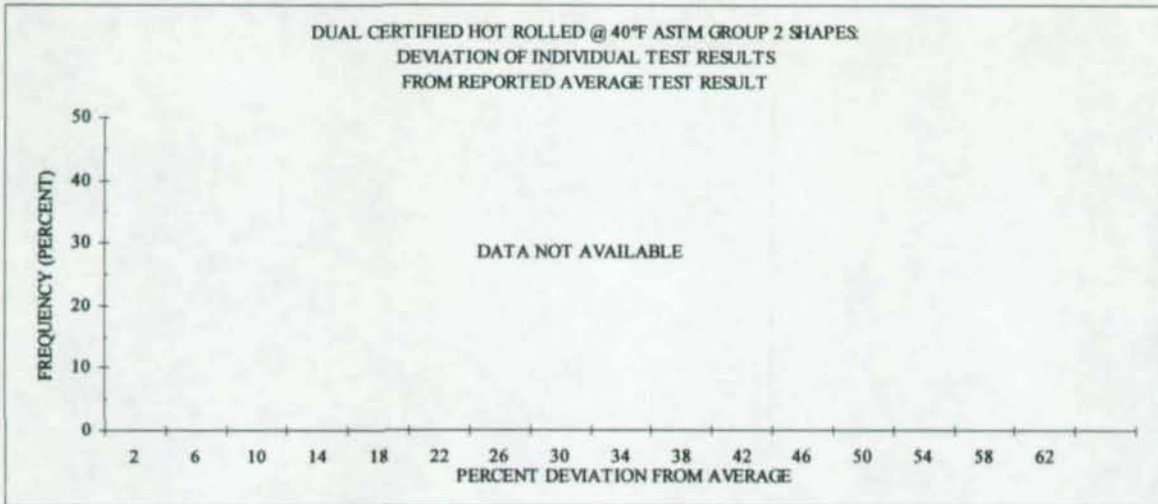 DUAL CERTIFIED HOT ROLLED @ 40°F ASTM GROUP 2 SHAPES:
DEVIATION OF INDIVIDUAL TEST RESULTS
FROM REPORTED AVERAGE TEST RESULT
FREQUENCY (PERCENT)
50
40
30
20
10
0
DATA NOT AVAILABLE
2 6 10 14 18 22 26 30 34 38 42 46 50 54 58 62
PERCENT DEVIATION FROM AVERAGE